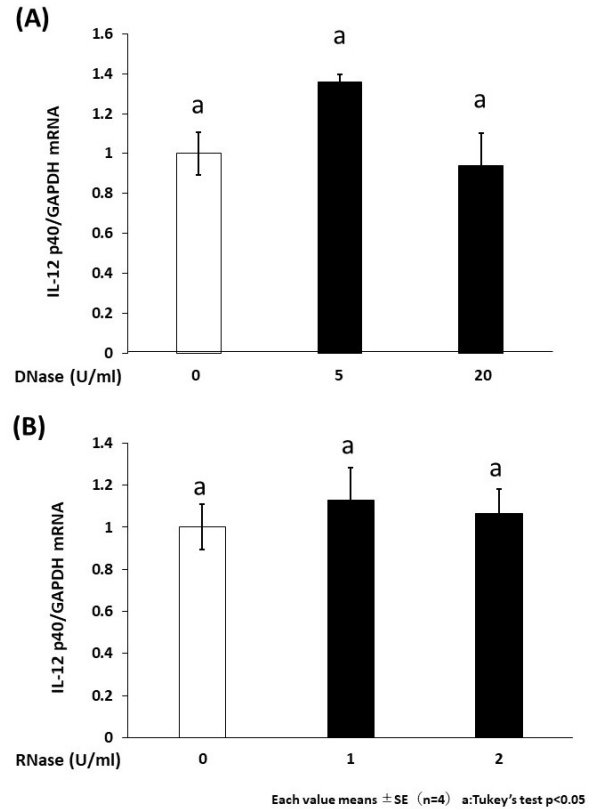 (A)
IL-12 p40/GAPDH mRNA
1.6
1.4
1.2
1
0.8
0.6
0.4
0.2
0
a
a
a
DNase (U/ml) 0 5 20
(B)
IL-12 p40/GAPDH mRNA
1.4
1.2
1
0.8
0.6
0.4
0.2
0
a
a
a
RNase (U/ml) 0 1 2
Each value means ±SE（n=4） a:Tukey’s test p<0.05